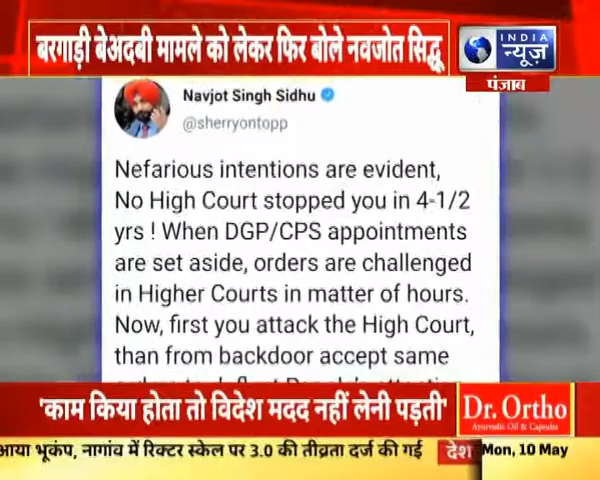 बरगाड़ी बेअदबी मामले को लेकर फिर बोले नवजोत सिद्धू
INDIA
न्यूज़
पंजाब
Navjot Singh Sidhu
@sherryontopp
Nefarious intentions are evident,
No High Court stopped you in 4-1/2
yrs ! When DGP/CPS appointments
are set aside, orders are challenged
in Higher Courts in matter of hours.
Now, first you attack the High Court,
than from backdoor accept same
'काम किया होता तो विदेश मदद नहीं लेनी पड़ती'
Dr. Ortho
Ayurvedic Oil & Capsules
आया भूकंप, नागांव में रिक्टर स्केल पर 3.0 की तीव्रता दर्ज की गई
देश
Mon, 10 May